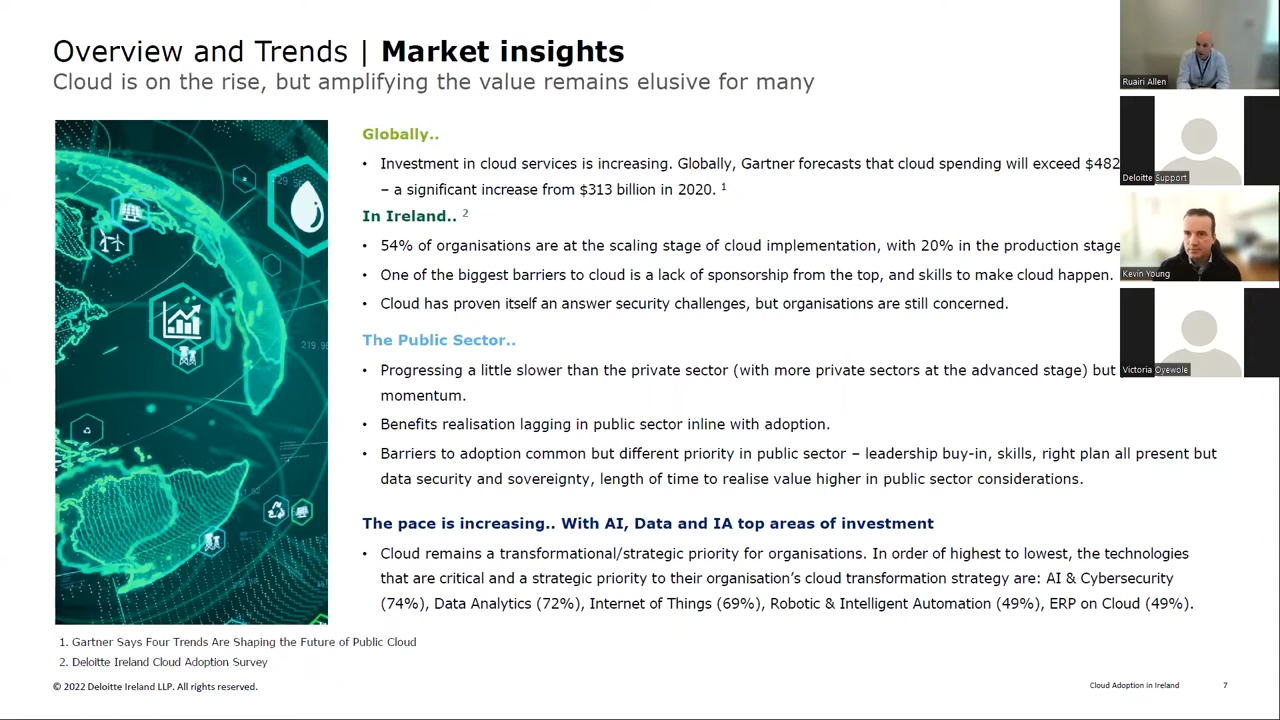 Overview and Trends | Market insights
Cloud is on the rise, but amplifying the value remains elusive for many
Globally..
• Investment in cloud services is increasing. Globally, Gartner forecasts that cloud spending will exceed $482
– a significant increase from $313 billion in 2020. 1
In Ireland.. 2
• 54% of organisations are at the scaling stage of cloud implementation, with 20% in the production stage
• One of the biggest barriers to cloud is a lack of sponsorship from the top, and skills to make cloud happen.
• Cloud has proven itself an answer security challenges, but organisations are still concerned.
The Public Sector..
• Progressing a little slower than the private sector (with more private sectors at the advanced stage) but
momentum.
• Benefits realisation lagging in public sector inline with adoption.
• Barriers to adoption common but different priority in public sector – leadership buy-in, skills, right plan all present but
data security and sovereignty, length of time to realise value higher in public sector considerations.
The pace is increasing.. With AI, Data and IA top areas of investment
• Cloud remains a transformational/strategic priority for organisations. In order of highest to lowest, the technologies
that are critical and a strategic priority to their organisation's cloud transformation strategy are: AI & Cybersecurity
(74%), Data Analytics (72%), Internet of Things (69%), Robotic & Intelligent Automation (49%), ERP on Cloud (49%).
1. Gartner Says Four Trends Are Shaping the Future of Public Cloud
2. Deloitte Ireland Cloud Adoption Survey
© 2022 Deloitte Ireland LLP. All rights reserved.
Cloud Adoption in Ireland
7
Ruairi Allen
Deloitte Support
Kevin Young
Victoria Oyewole